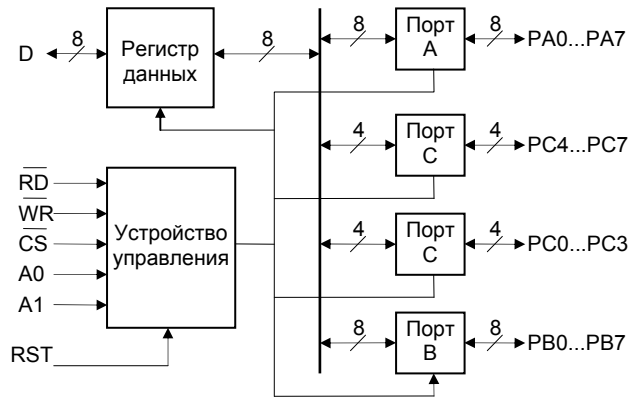 D
8
Регистр
данных
8
8
Порт
A
8
PA0...PA7
4
Порт
C
4
PC4...PC7
RD
WR
CS
A0
A1
RST
Устройство
управления
4
Порт
C
4
PC0...PC3
8
Порт
B
8
PB0...PB7